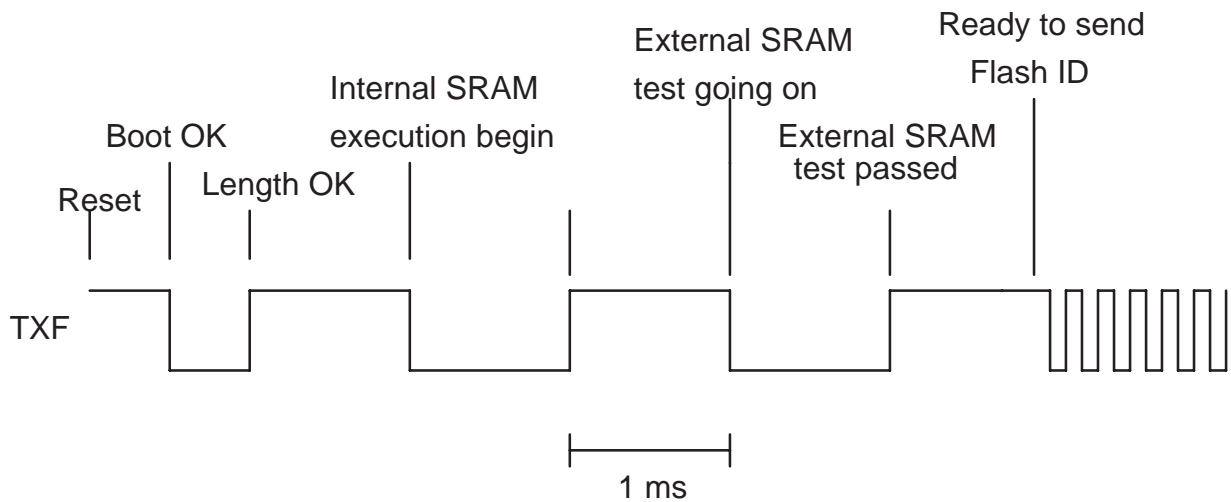 Reset
Boot OK
Length OK
Internal SRAM
execution begin
External SRAM
test going on
External SRAM
test passed
Ready to send
Flash ID
TXF
1 ms